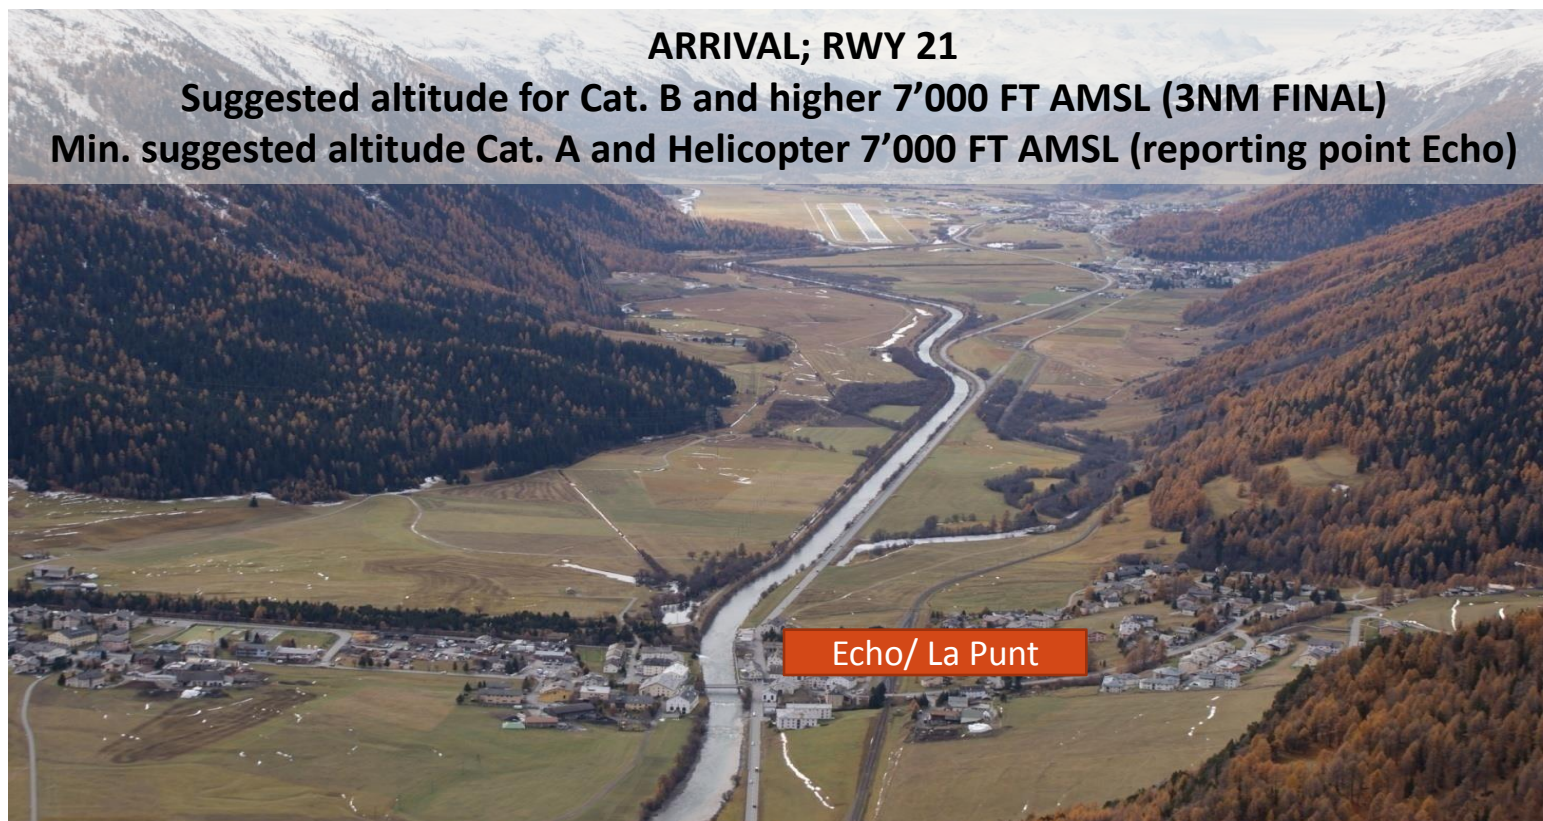 ARRIVAL; RWY 21
Suggested altitude for Cat. B and higher 7’000 FT AMSL (3NM FINAL)
Min. suggested altitude Cat. A and Helicopter 7’000 FT AMSL (reporting point Echo)
Echo/ La Punt